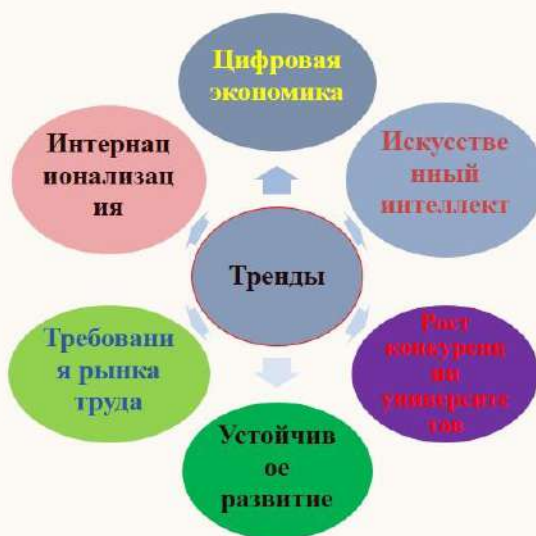 Цифровая
экономика
Интернац
ионализац
ия
Искусстве
нный
интеллект
Тренды
Требовани
я рынка
труда
Рост
конкуренц
ии
университе
тов
Устойчив
ое
развитие